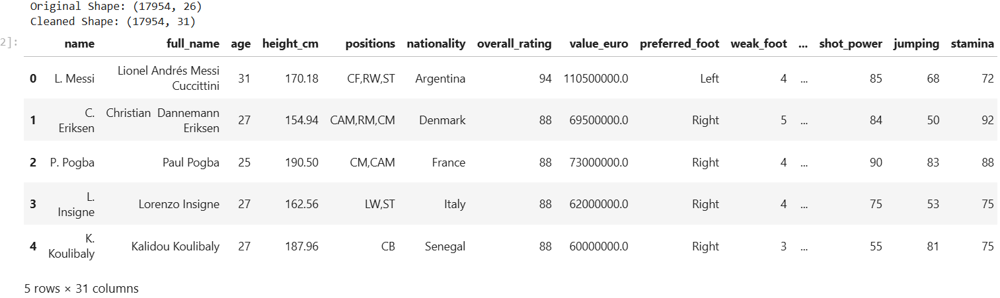 Original Shape: (17954, 26)
Cleaned Shape: (17954, 31)
2]:
name full_name age height_cm positions nationality overall_rating value_euro preferred_foot weak_foot ... shot_power jumping stamina
0 L. Messi Lionel Andrés Messi Cuccittini 31 170.18 CF,RW,ST Argentina 94 110500000.0 Left 4 ... 85 68 72
1 C. Eriksen Christian  Dannemann Eriksen 27 154.94 CAM,RM,CM Denmark 88 69500000.0 Right 5 ... 84 50 92
2 P. Pogba Paul Pogba 25 190.50 CM,CAM France 88 73000000.0 Right 4 ... 90 83 88
3 L. Insigne Lorenzo Insigne 27 162.56 LW,ST Italy 88 62000000.0 Right 4 ... 75 53 75
4 K. Koulibaly Kalidou Koulibaly 27 187.96 CB Senegal 88 60000000.0 Right 3 ... 55 81 75
5 rows × 31 columns